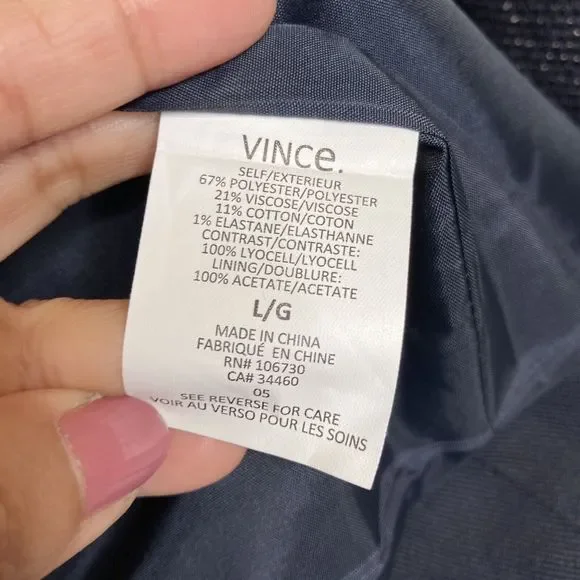 VINCe.
SELF/EXTERIEUR
67% POLYESTER/POLYESTER
21% VISCOSE/VISCOSE
11% COTTON/COTON
1% ELASTANE/ELASTHANNE
CONTRAST/CONTRASTE:
100% LYOCELL/LYOCELL
LINING/DOUBLURE:
100% ACETATE/ACETATE
L/G
MADE IN CHINA
FABRIQUÉ EN CHINE
RN# 106730
CA# 34460
05
SEE REVERSE FOR CARE
VOIR AU VERSO POUR LES SOINS